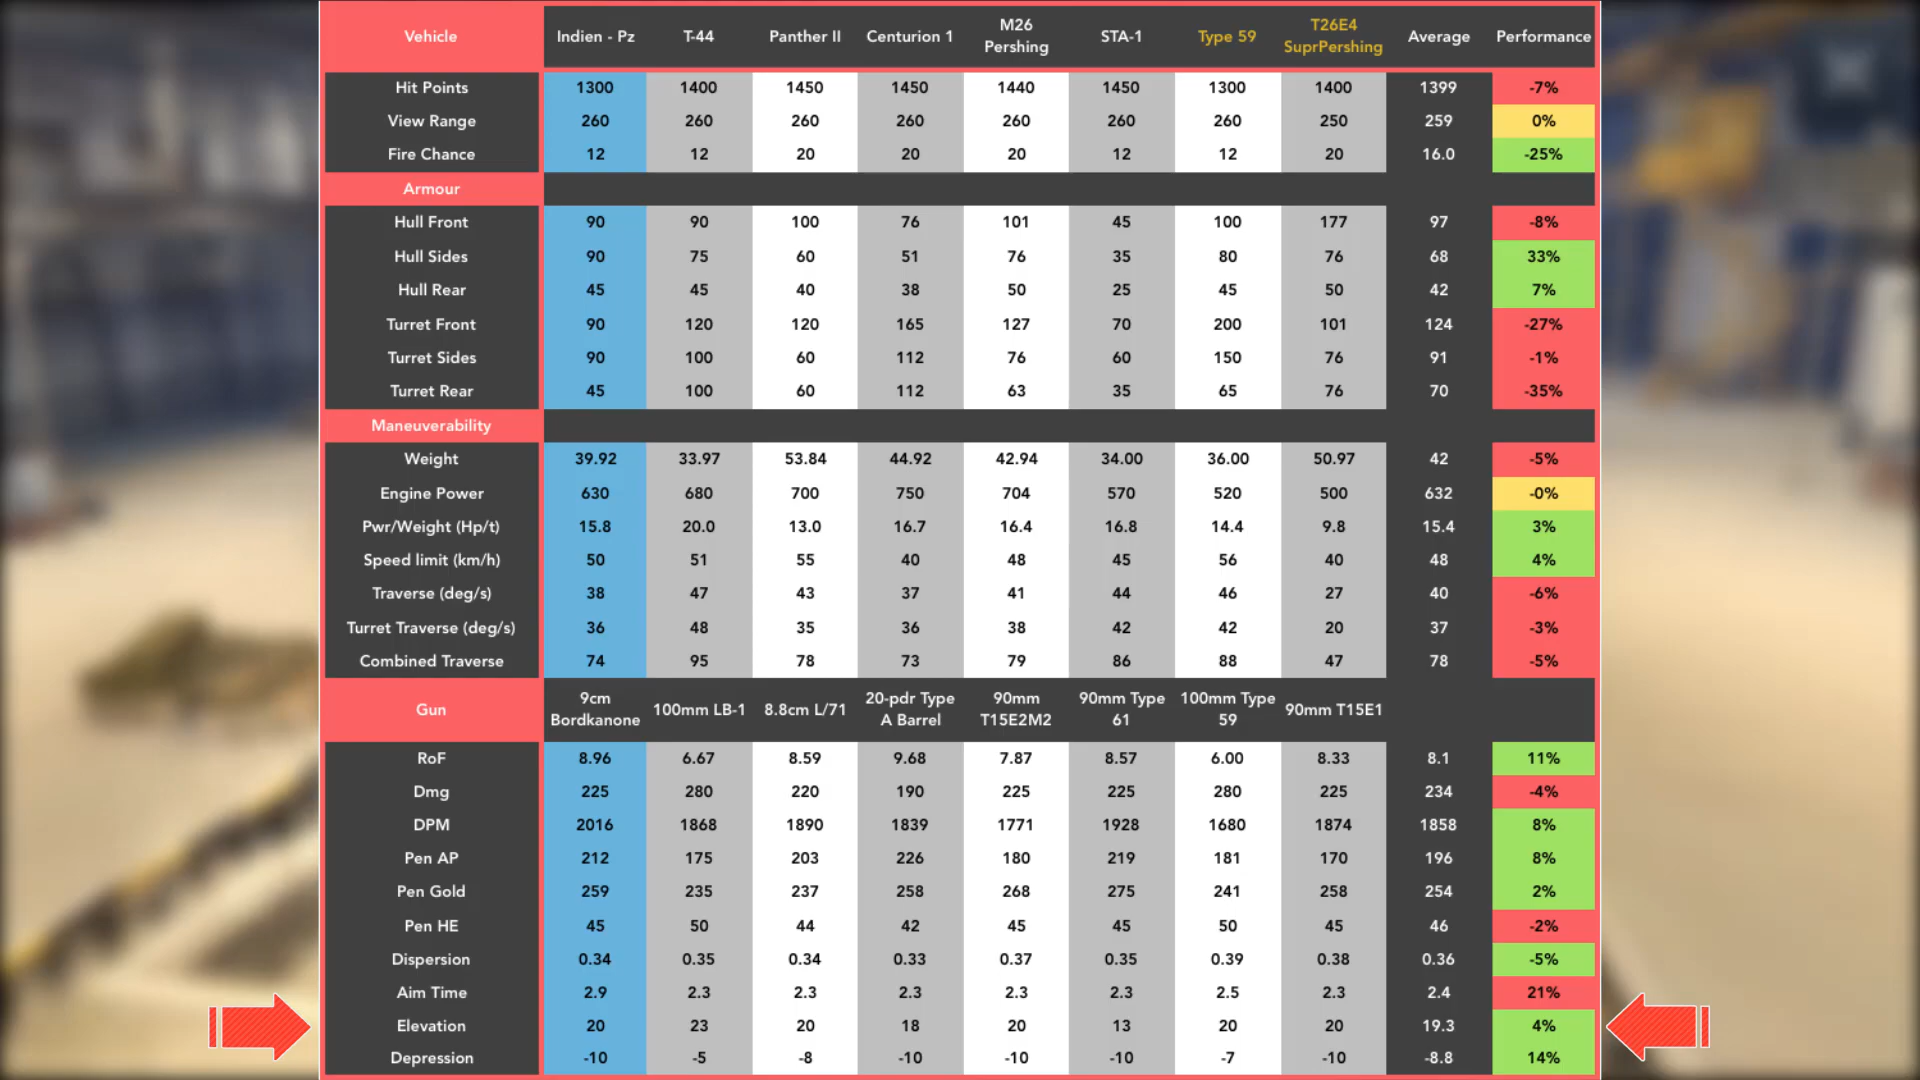 Vehicle Indien - Pz T-44 Panther II Centurion 1 M26 Pershing STA-1 Type 59 T26E4 SuprPershing Average Performance
Hit Points 1300 1400 1450 1450 1440 1450 1300 1400 1399 -7%
View Range 260 260 260 260 260 260 260 250 259 0%
Fire Chance 12 12 20 20 20 12 12 20 16.0 -25%
Armour
Hull Front 90 90 100 76 101 45 100 177 97 -8%
Hull Sides 90 75 60 51 76 35 80 76 68 33%
Hull Rear 45 45 40 38 50 25 45 50 42 7%
Turret Front 90 120 120 165 127 70 200 101 124 -27%
Turret Sides 90 100 60 112 76 60 150 76 91 -1%
Turret Rear 45 100 60 112 63 35 65 76 70 -35%
Maneuverability
Weight 39.92 33.97 53.84 44.92 42.94 34.00 36.00 50.97 42 -5%
Engine Power 630 680 700 750 704 570 520 500 632 -0%
Pwr/Weight (Hp/t) 15.8 20.0 13.0 16.7 16.4 16.8 14.4 9.8 15.4 3%
Speed limit (km/h) 50 51 55 40 48 45 56 40 48 4%
Traverse (deg/s) 38 47 43 37 41 44 46 27 40 -6%
Turret Traverse (deg/s) 36 48 35 36 38 42 42 20 37 -3%
Combined Traverse 74 95 78 73 79 86 88 47 78 -5%
Gun 9cm Bordkanone 100mm LB-1 8.8cm L/71 20-pdr Type A Barrel 90mm T15E2M2 90mm Type 61 100mm Type 59 90mm T15E1
RoF 8.96 6.67 8.59 9.68 7.87 8.57 6.00 8.33 8.1 11%
Dmg 225 280 220 190 225 225 280 225 234 -4%
DPM 2016 1868 1890 1839 1771 1928 1680 1874 1858 8%
Pen AP 212 175 203 226 180 219 181 170 196 8%
Pen Gold 259 235 237 258 268 275 241 258 254 2%
Pen HE 45 50 44 42 45 45 50 45 46 -2%
Dispersion 0.34 0.35 0.34 0.33 0.37 0.35 0.39 0.38 0.36 -5%
Aim Time 2.9 2.3 2.3 2.3 2.3 2.3 2.5 2.3 2.4 21%
Elevation 20 23 20 18 20 13 20 20 19.3 4%
Depression -10 -5 -8 -10 -10 -10 -7 -10 -8.8 14%